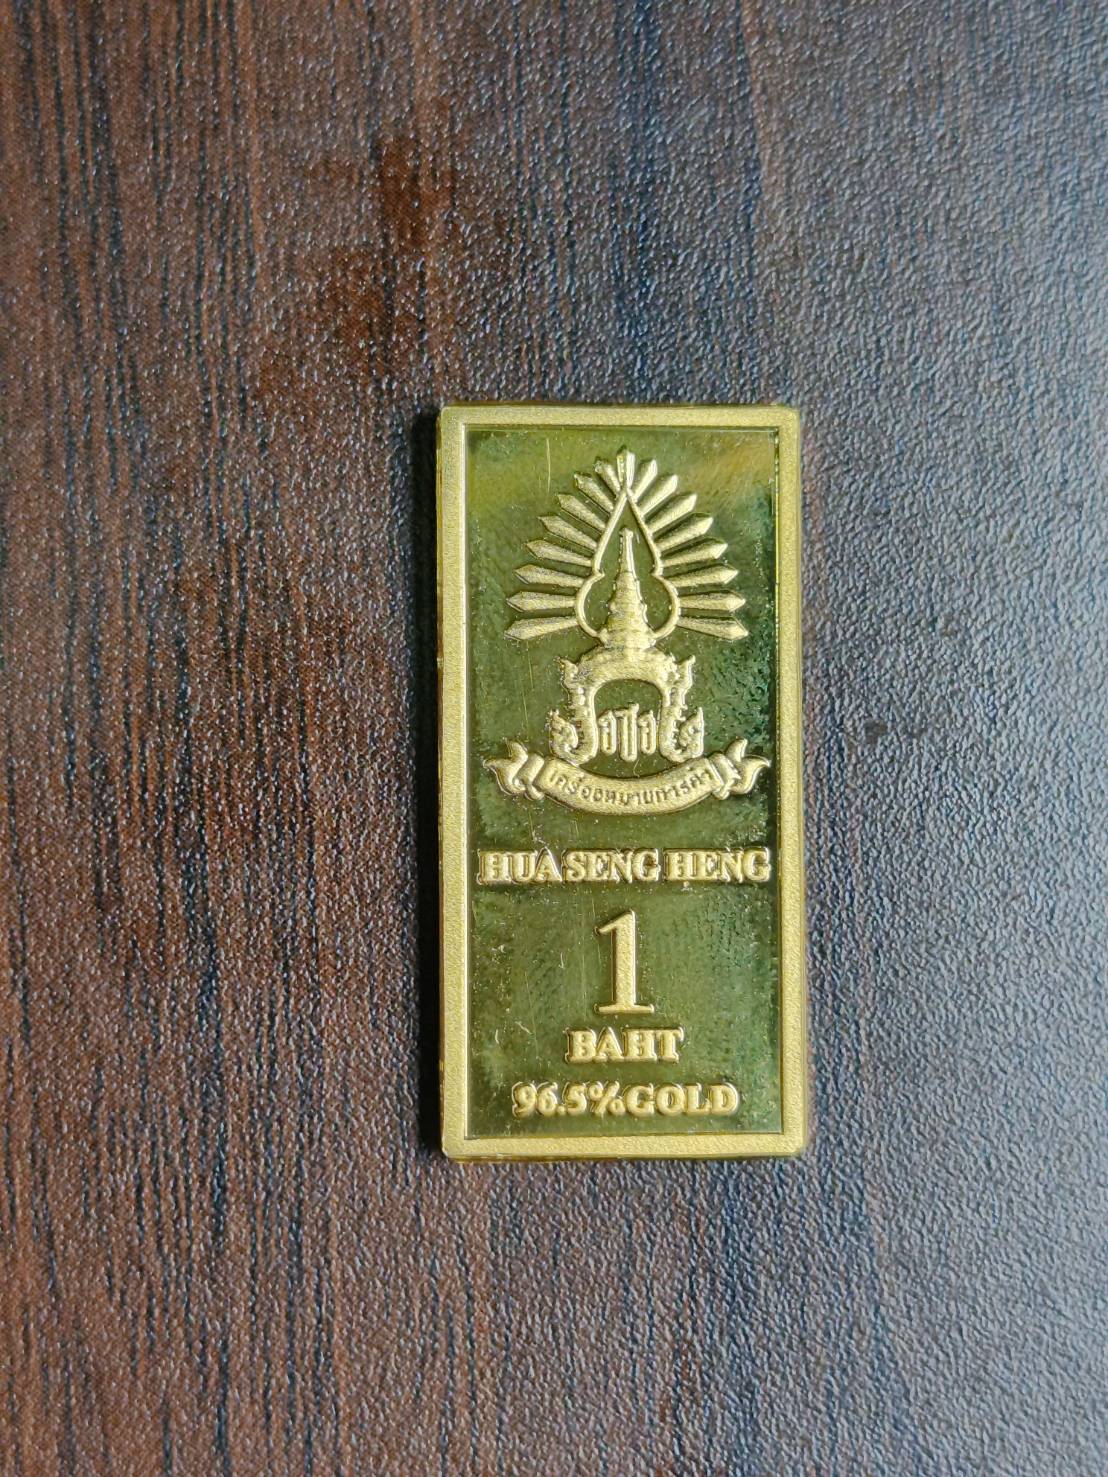 เครื่องหมายการค้า
HUA SENG HENG
1
BAHT
96.5% GOLD